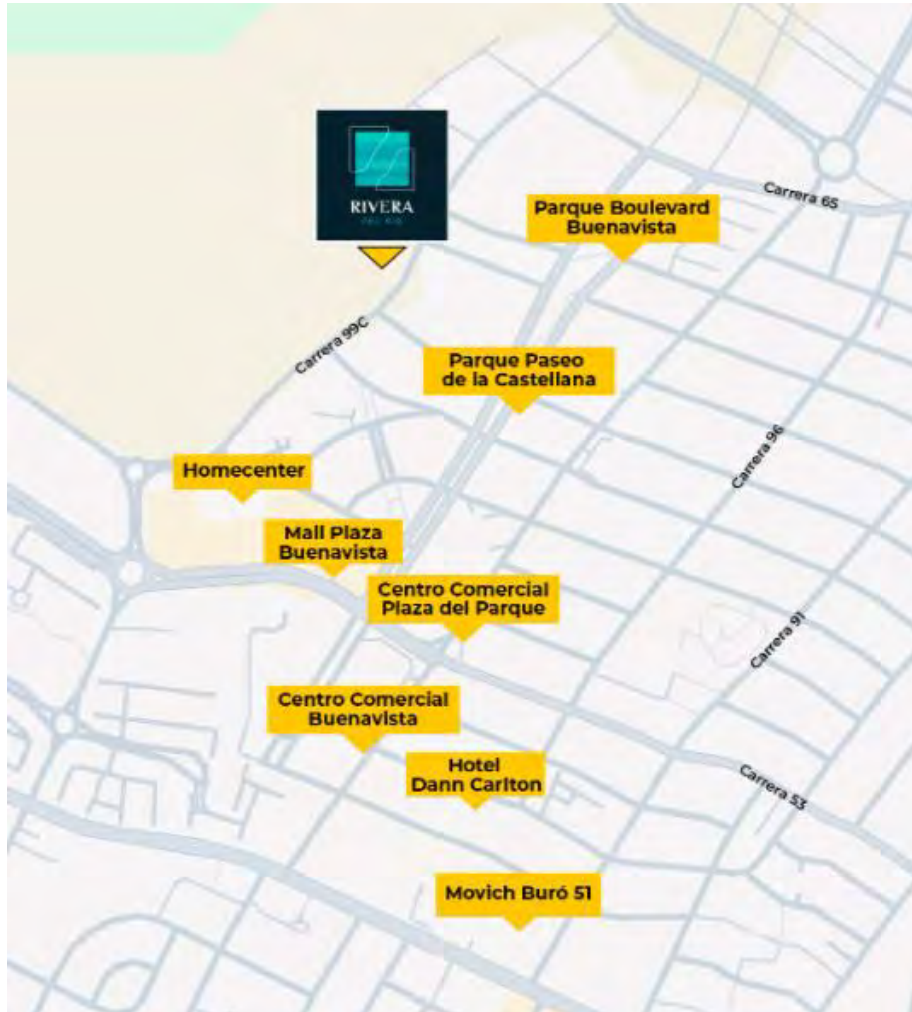 RIVERA
Carrera 65
Parque Boulevard
Buenavista
Carrera 99C
Parque Paseo
de la Castellana
Carrera 96
Homecenter
Mall Plaza
Buenavista
Centro Comercial
Plaza del Parque
Carrera 91
Centro Comercial
Buenavista
Hotel
Dann Carlton
Carrera 53
Movich Buró 51